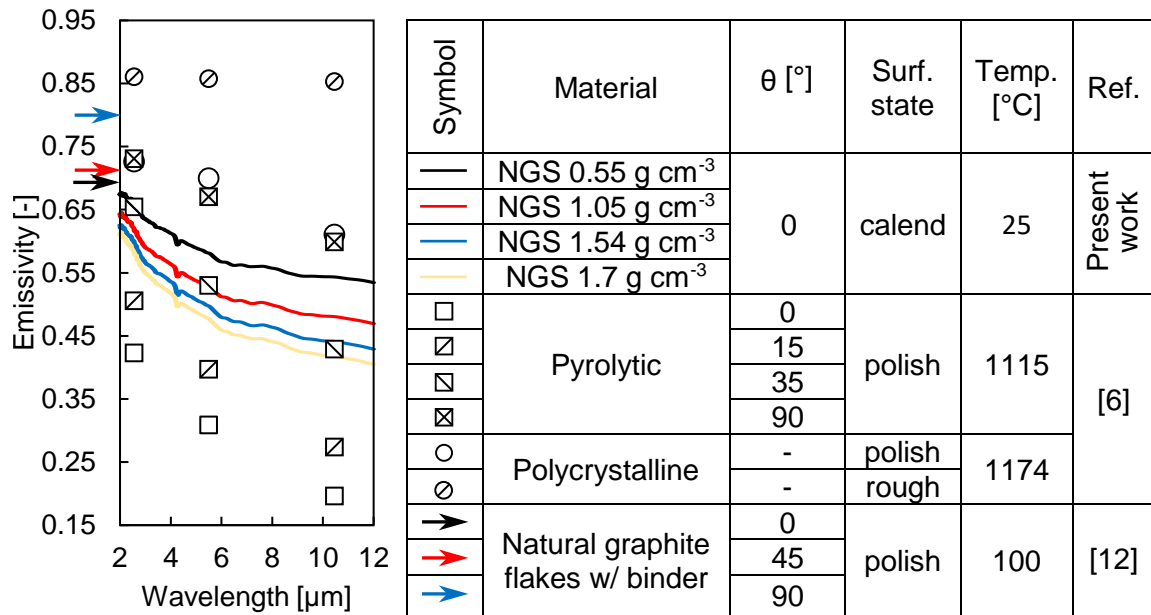 0.95
0.85
0.75
0.65
0.55
0.45
0.35
0.25
0.15
Emissivity [-]
2 4 6 8 10 12
Wavelength [µm]
Symbol Material θ [°] Surf. state Temp. [°C] Ref.
NGS 0.55 g cm-3
NGS 1.05 g cm-3
NGS 1.54 g cm-3
NGS 1.7 g cm-3
0 calend 25 Present work
Pyrolytic
0
15
35
90
polish 1115
[6]
Polycrystalline
- polish
- rough
1174
Natural graphite
flakes w/ binder
0
45
90
polish 100 [12]